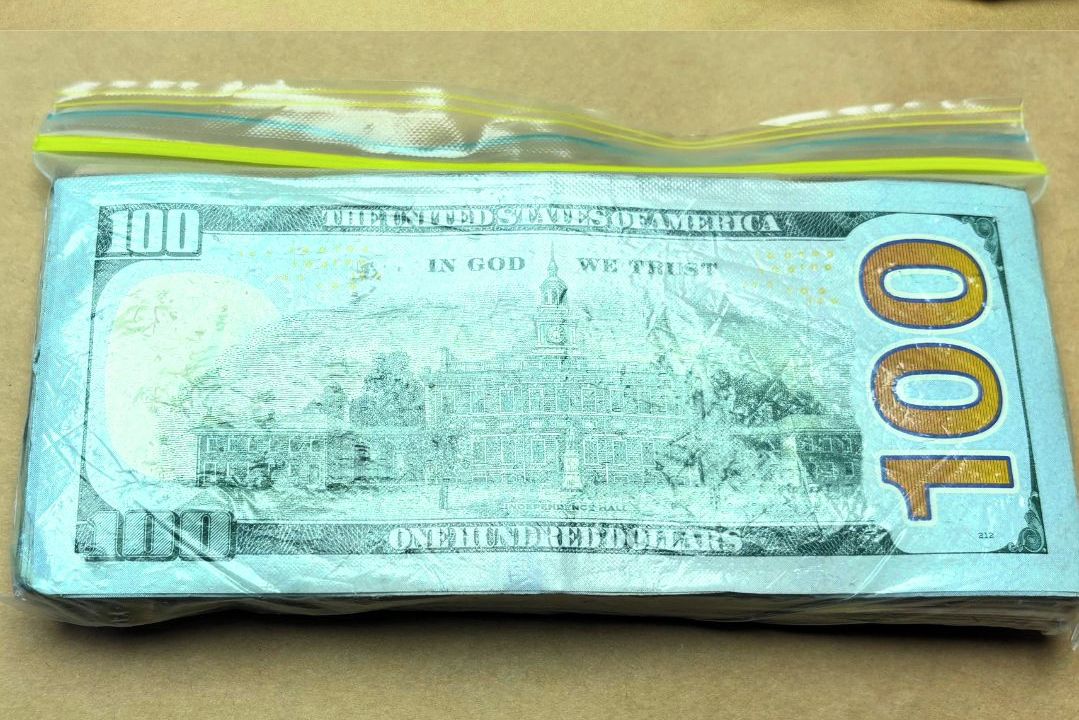 100
THE UNITED STATES OF AMERICA
IN GOD WE TRUST
100
INDEPENDENCE HALL
100
ONE HUNDRED DOLLARS
212